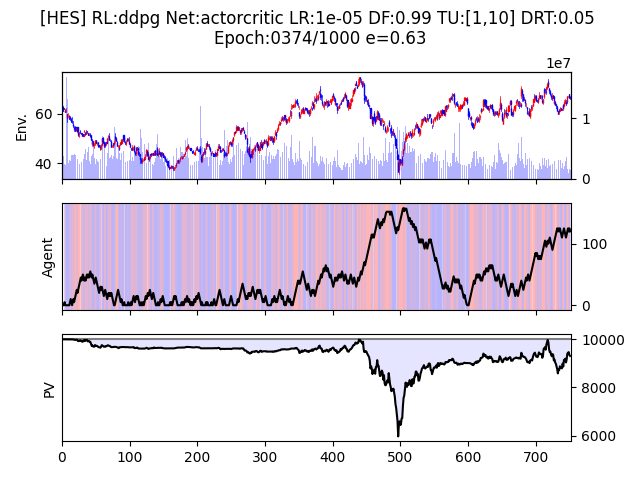 [HES] RL:ddpg Net:actorcritic LR:1e-05 DF:0.99 TU:[1,10] DRT:0.05
Epoch:0374/1000 e=0.63
1e7
Env.
60
40
1
0
Agent
100
0
PV
10000
8000
6000
0 100 200 300 400 500 600 700